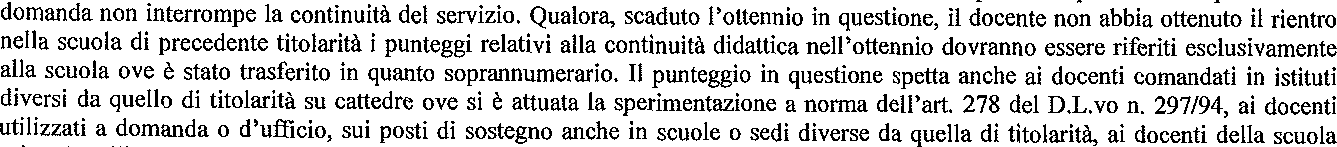 domanda non interrompe la continuità del servizio. Qualora, scaduto l'ottennio in questione, il docente non abbia ottenuto il rientro
nella scuola di precedente titolarità i punteggi relativi alla continuità didattica nell'ottennio dovranno essere riferiti esclusivamente
alla scuola ove è stato trasferito in quanto soprannumerario. Il punteggio in questione spetta anche ai docenti comandati in istituti
diversi da quello di titolarità su cattedre ove si è attuata la sperimentazione a norma dell'art. 278 del D.L.vo n. 297/94, ai docenti
utilizzati a domanda o d'ufficio, sui posti di sostegno anche in scuole o sedi diverse da quella di titolarità, ai docenti della scuola